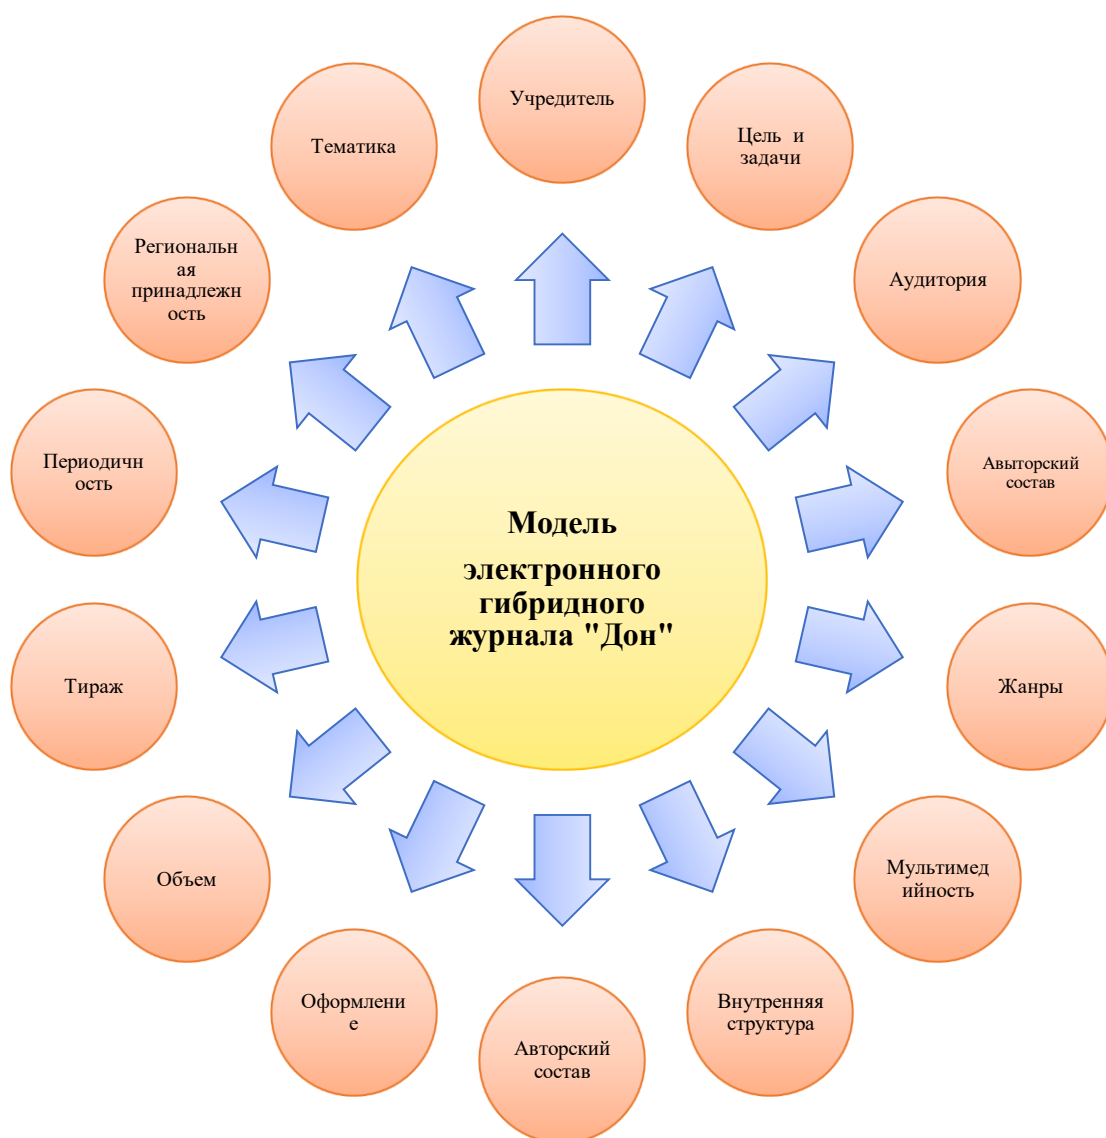 Учредитель
Цель и
задачи
Аудитория
Авыторский
состав
Жанры
Мультимед
ийность
Внутренняя
структура
Авторский
состав
Оформлени
е
Объем
Тираж
Периодичн
ость
Региональн
ая
принадлежн
ость
Тематика
Модель
электронного
гибридного
журнала "Дон"